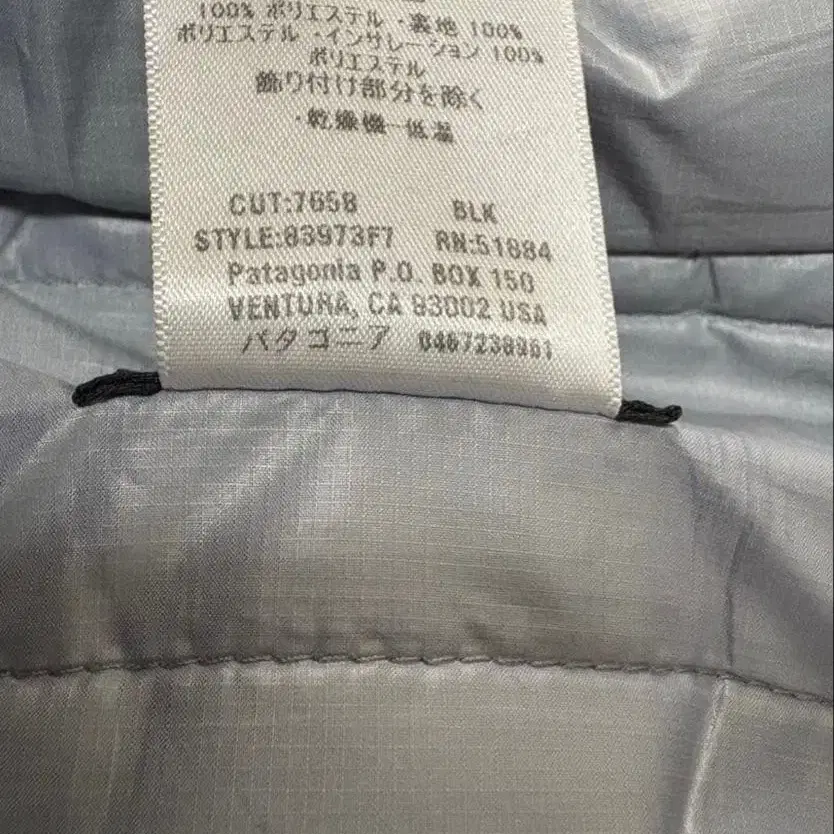 100% ポリエステル・裏地 100%
ポリエステル・インサレーション 100%
ポリエステル
飾り付け部分を除く
・乾燥機ー低温
CUT:7658 BLK
STYLE:83973F7 RN:51884
Patagonia P.O. BOX 150
VENTURA, CA 93002 USA
パタゴニア